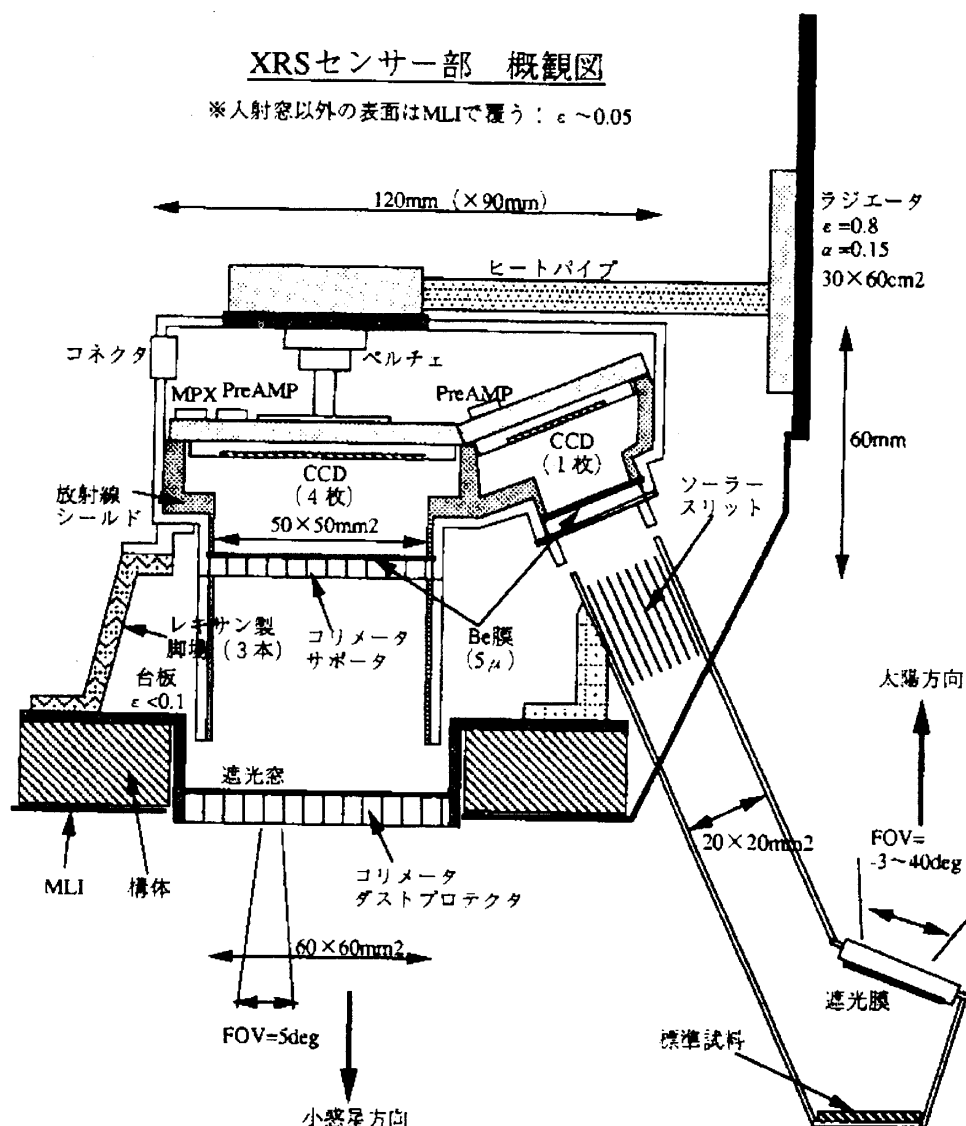 XRSセンサー部 概観図
※入射窓以外の表面はMLIで覆う：ε～0.05
120mm (×90mm)
ラジエータ
ε=0.8
α=0.15
30×60cm2
ヒートパイプ
コネクタ
ペルチェ
MPX PreAMP
PreAMP
60mm
CCD
(4枚)
CCD
(1枚)
放射線
シールド
50×50mm2
ソーラー
スリット
レキサン製
脚場 (3本)
コリメータ
サポータ
Be膜
(5μ)
台板
ε<0.1
太陽方向
遮光窓
20×20mm2
FOV=
-3～40deg
MLI
構体
コリメータ
ダストプロテクタ
60×60mm2
遮光膜
FOV=5deg
標準試料
小惑星方向